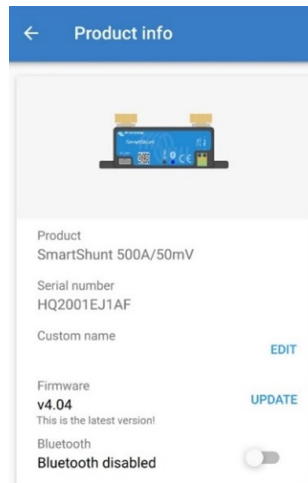 Product info
SmartShunt
Product
SmartShunt 500A/50mV
Serial number
HQ2001EJ1AF
Custom name
EDIT
Firmware
v4.04
UPDATE
This is the latest version!
Bluetooth
Bluetooth disabled